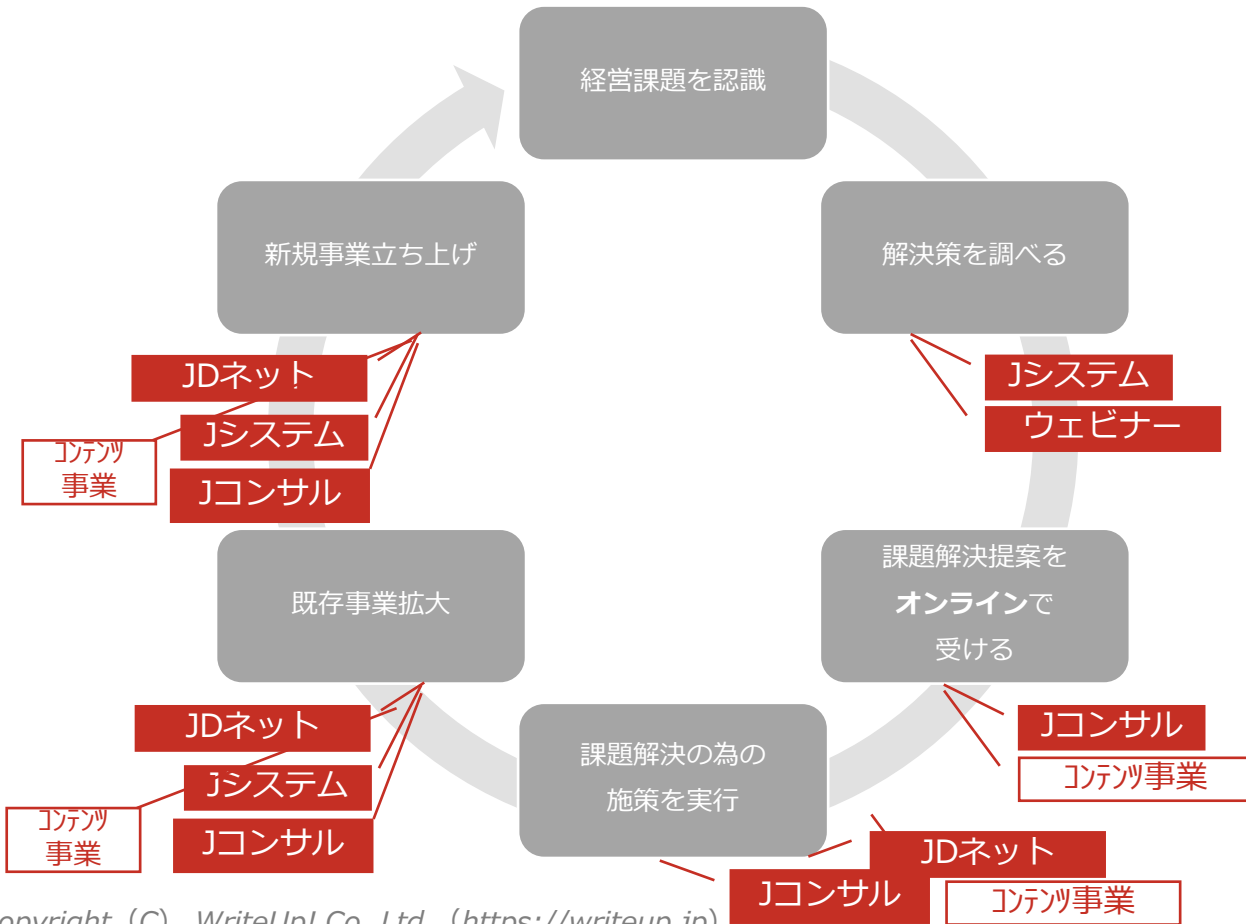 経営課題を認識
解決策を調べる
Jシステム
ウェビナー
課題解決提案を
オンラインで
受ける
Jコンサル
コンテンツ事業
課題解決の為の
施策を実行
JDネット
Jコンサル
コンテンツ事業
既存事業拡大
JDネット
Jシステム
Jコンサル
コンテンツ
事業
新規事業立ち上げ
JDネット
Jシステム
Jコンサル
コンテンツ
事業
opyright（C） WriteUp! Co.,Ltd.（https://writeup.jp）